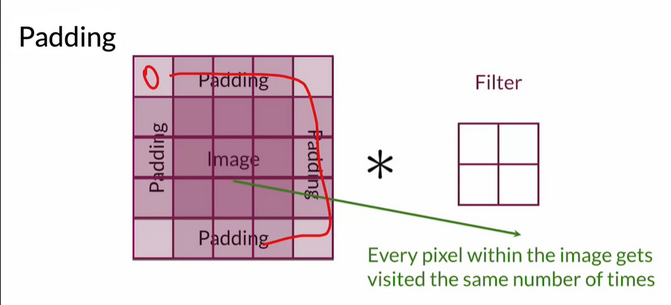 Padding
0
Padding
Filter
Padding
Image
Padding
*
Padding
Every pixel within the image gets
visited the same number of times